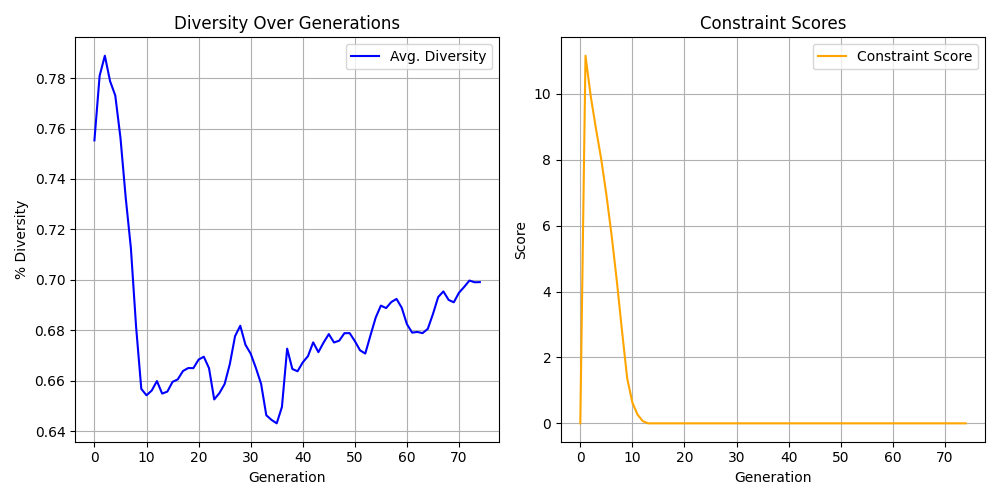 Diversity Over Generations
Avg. Diversity
% Diversity
0.78
0.76
0.74
0.72
0.70
0.68
0.66
0.64
0 10 20 30 40 50 60 70
Generation
Constraint Scores
Constraint Score
Score
10
8
6
4
2
0
0 10 20 30 40 50 60 70
Generation